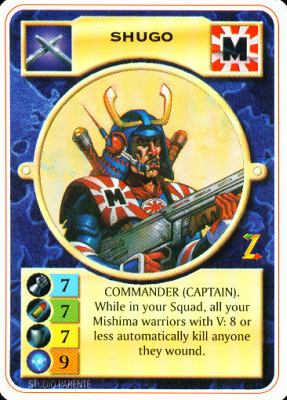 SHUGO
M
M
Z
7
7
7
9
COMMANDER (CAPTAIN).
While in your Squad, all your
Mishima warriors with V: 8 or
less automatically kill anyone
they wound.
STUDIO PARENTE